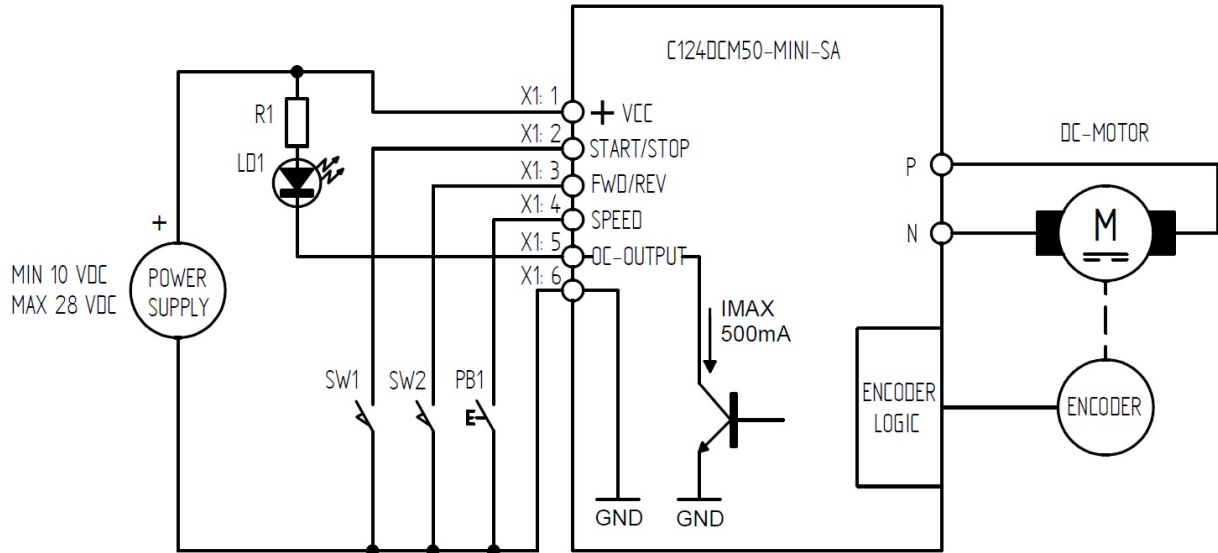 C124DCM50-MINI-SA
X1: 1
+ VCC
X1: 2
START/STOP
X1: 3
FWD/REV
X1: 4
SPEED
X1: 5
OC-OUTPUT
X1: 6
R1
LD1
+
MIN 10 VDC
MAX 28 VDC
POWER
SUPPLY
SW1
SW2
PB1
IMAX
500mA
GND
GND
P
N
DC-MOTOR
M
ENCODER
LOGIC
ENCODER